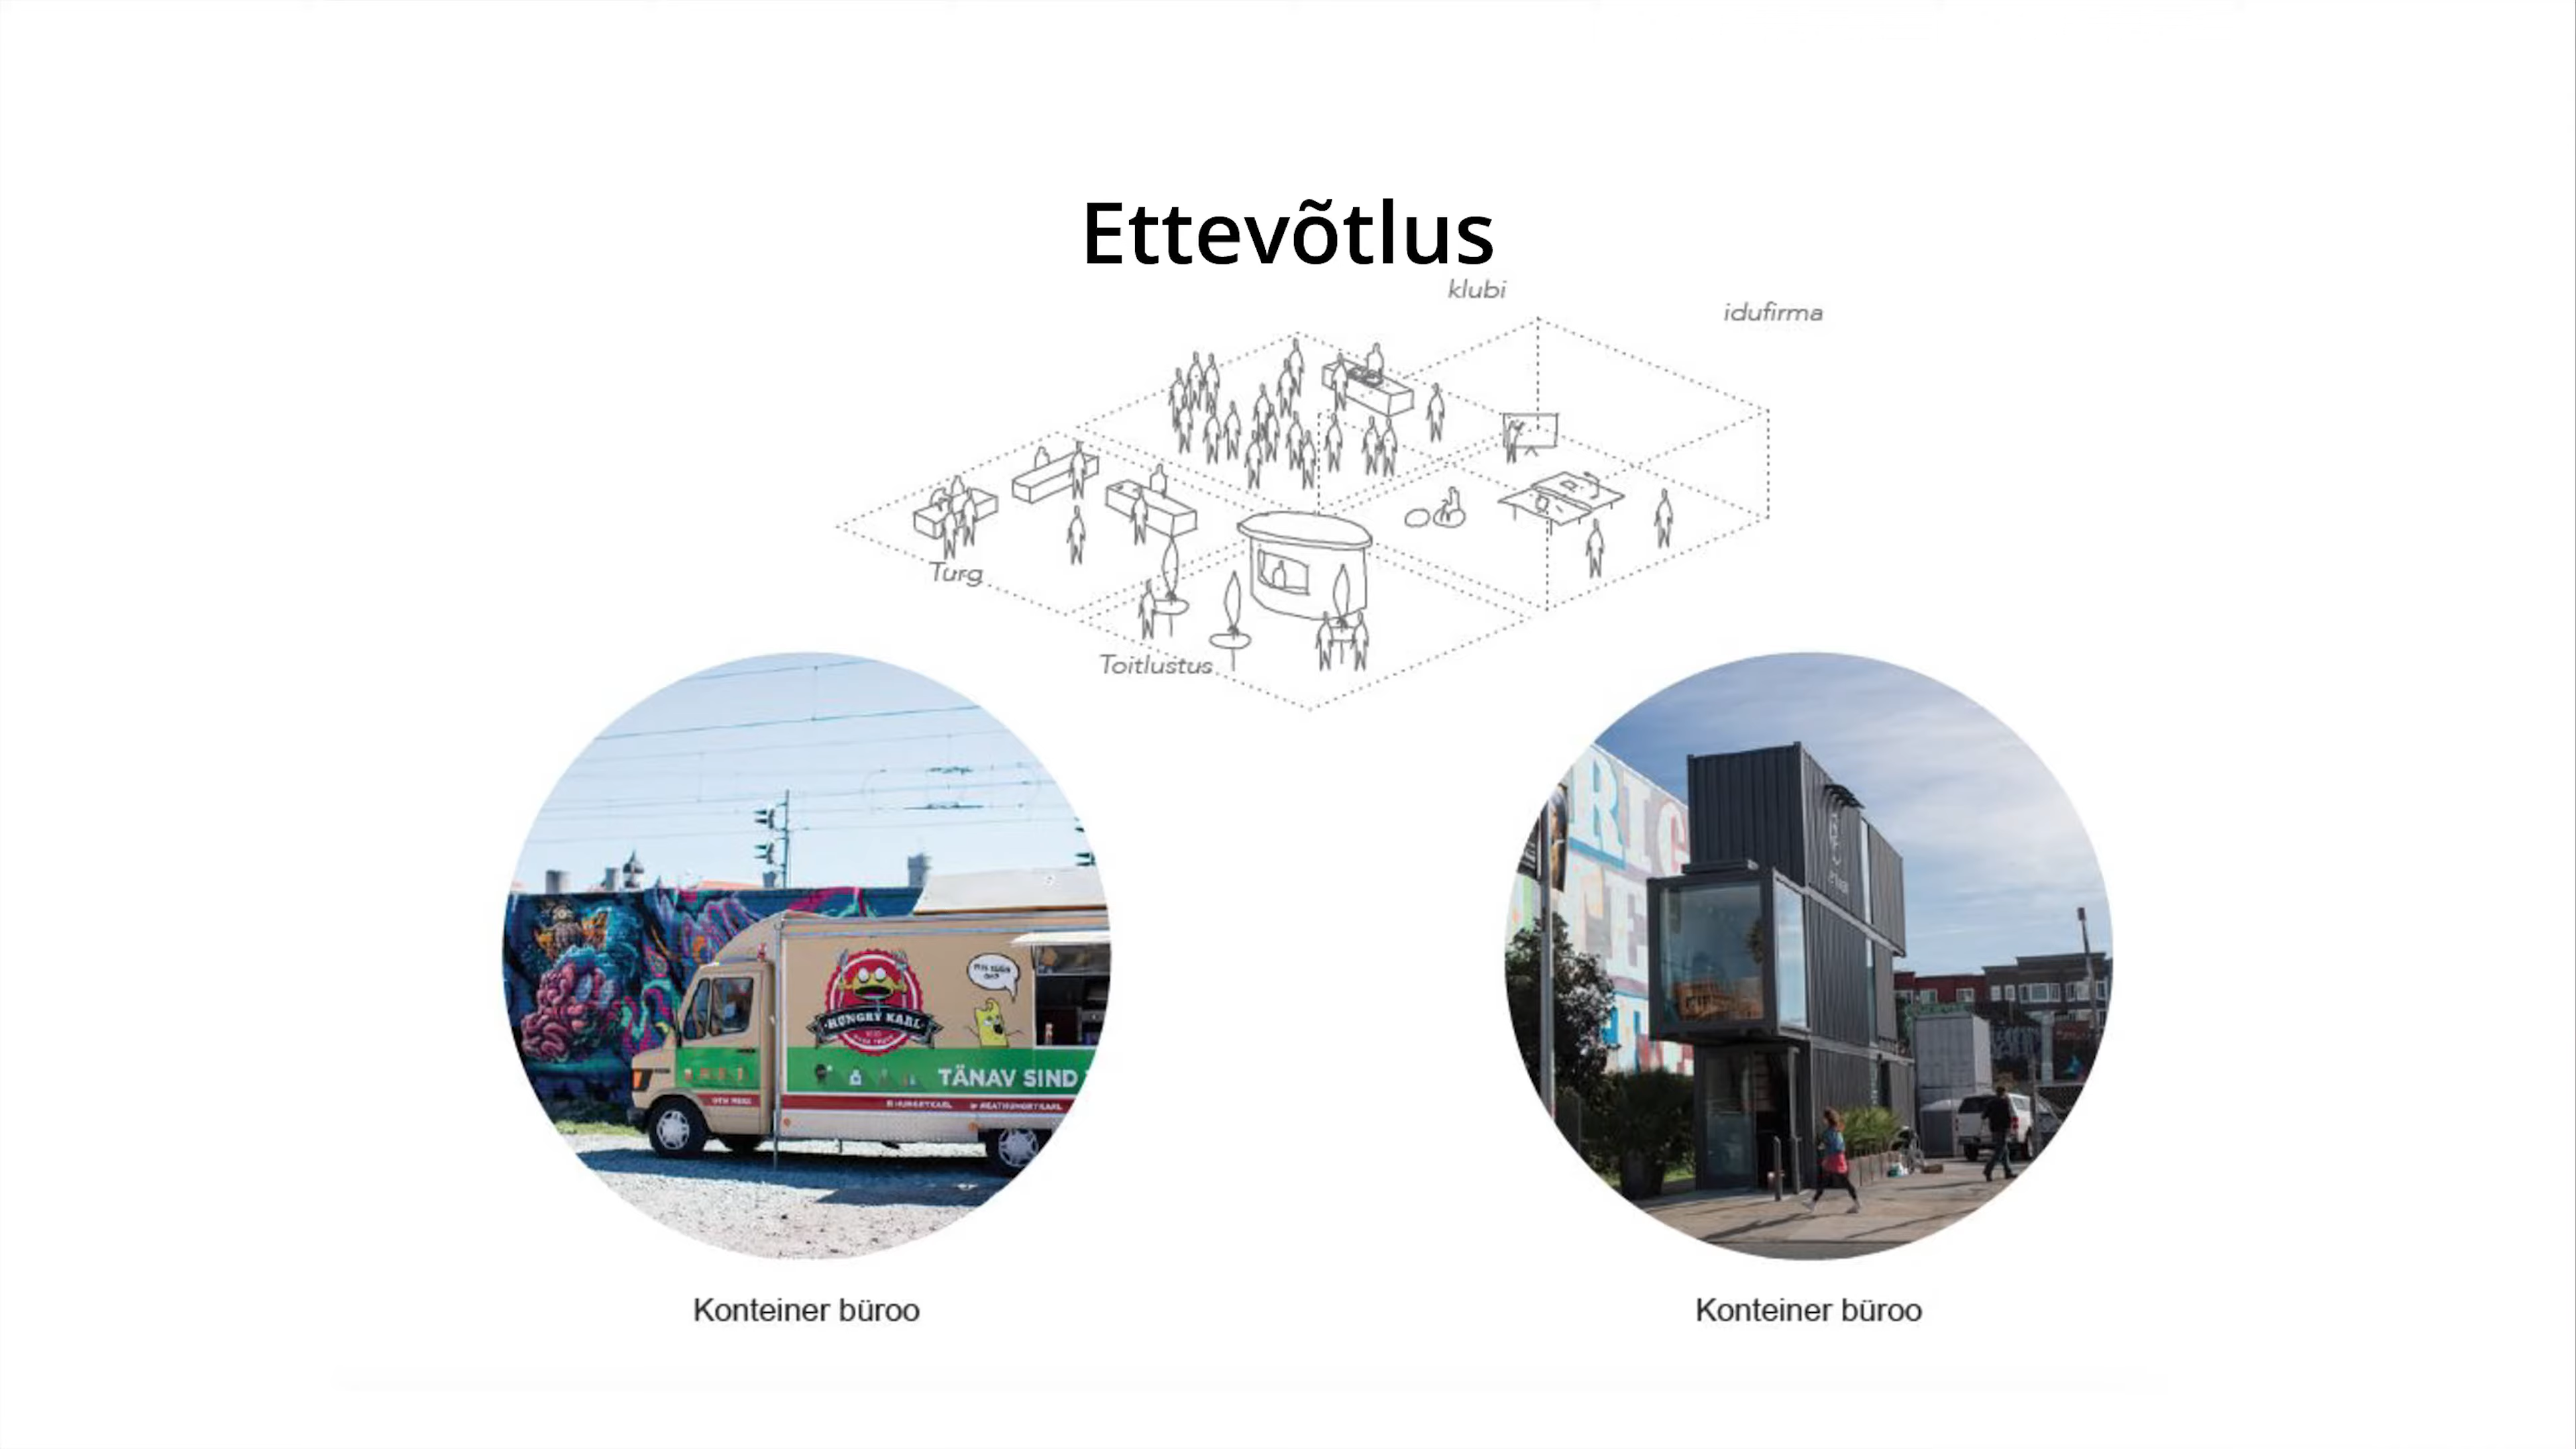 Ettevõtlus
klubi
idufirma
Turg
Toitlustus
HUNGRY KARL
TÄNAV SIND
Konteiner büroo
Konteiner büroo